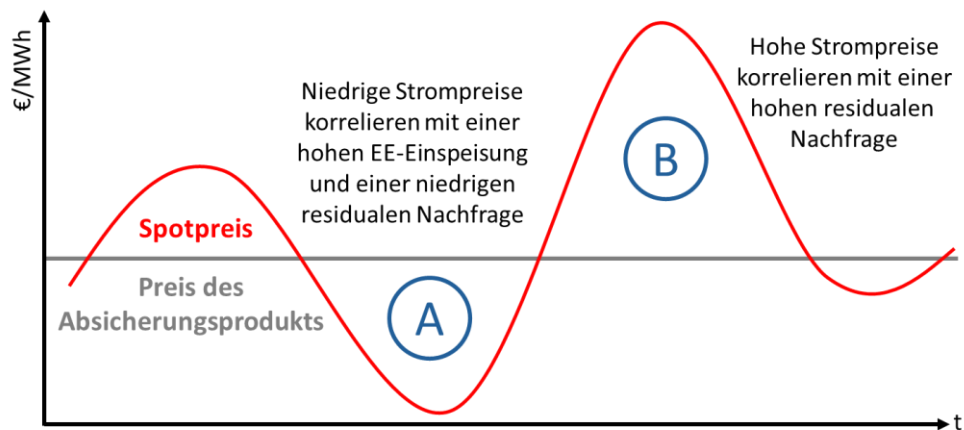 €/MWh
Niedrige Strompreise
korrelieren mit einer
hohen EE-Einspeisung
und einer niedrigen
residualen Nachfrage
Hohe Strompreise
korrelieren mit einer
hohen residualen
Nachfrage
B
Spotpreis
Preis des
Absicherungsprodukts
A
t